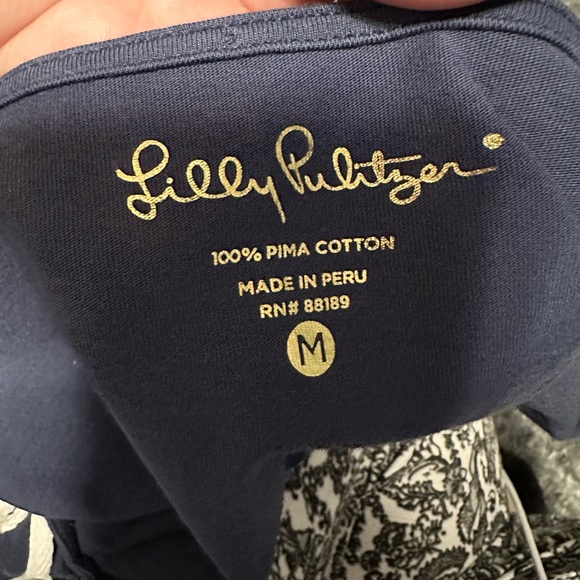 Lilly Pulitzer
100% PIMA COTTON
MADE IN PERU
RN# 88189
M